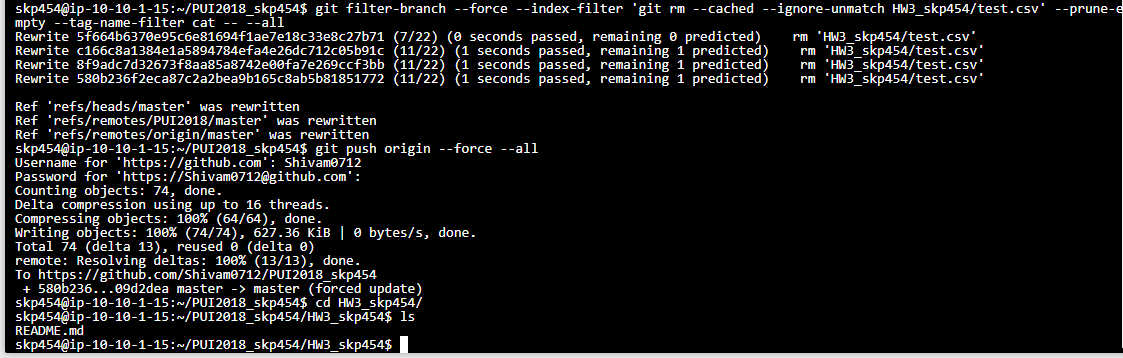 skp454@ip-10-10-1-15:~/PUI2018_skp454$ git filter-branch --force --index-filter 'git rm --cached --ignore-unmatch HW3_skp454/test.csv' --prune-e
mpty --tag-name-filter cat -- --all
Rewrite 5f664b6370e95c6e81694f1ae7e18c33e8c27b71 (7/22) (0 seconds passed, remaining 0 predicted)    rm 'HW3_skp454/test.csv'
Rewrite c166c8a1384e1a5894784efa4e26dc712c05b91c (11/22) (1 seconds passed, remaining 1 predicted)    rm 'HW3_skp454/test.csv'
Rewrite 8f9adc7d32673f8aa85a8742e00fa7e269ccf3bb (11/22) (1 seconds passed, remaining 1 predicted)    rm 'HW3_skp454/test.csv'
Rewrite 580b236f2eca87c2a2bea9b165c8ab5b81851772 (11/22) (1 seconds passed, remaining 1 predicted)    rm 'HW3_skp454/test.csv'
Ref 'refs/heads/master' was rewritten
Ref 'refs/remotes/PUI2018/master' was rewritten
Ref 'refs/remotes/origin/master' was rewritten
skp454@ip-10-10-1-15:~/PUI2018_skp454$ git push origin --force --all
Username for 'https://github.com': Shivam0712
Password for 'https://Shivam0712@github.com':
Counting objects: 74, done.
Delta compression using up to 16 threads.
Compressing objects: 100% (64/64), done.
Writing objects: 100% (74/74), 627.36 KiB | 0 bytes/s, done.
Total 74 (delta 13), reused 0 (delta 0)
remote: Resolving deltas: 100% (13/13), done.
To https://github.com/Shivam0712/PUI2018_skp454
 + 580b236...09d2dea master -> master (forced update)
skp454@ip-10-10-1-15:~/PUI2018_skp454$ cd HW3_skp454/
skp454@ip-10-10-1-15:~/PUI2018_skp454/HW3_skp454$ ls
README.md
skp454@ip-10-10-1-15:~/PUI2018_skp454/HW3_skp454$